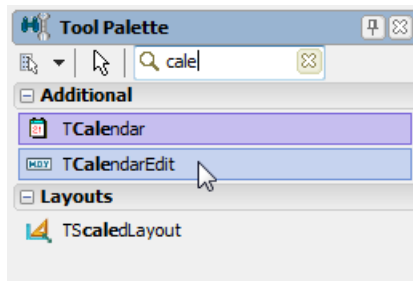 Tool Palette
cale
Additional
TCalendar
TCalendarEdit
Layouts
TScaledLayout